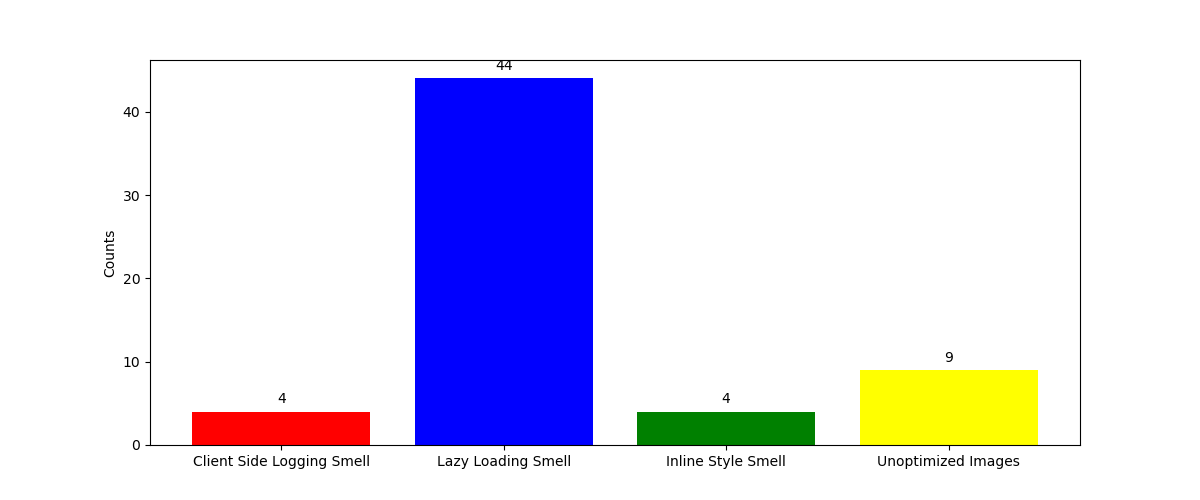 44
40
30
Counts
20
10
9
4
4
0
Client Side Logging Smell
Lazy Loading Smell
Inline Style Smell
Unoptimized Images